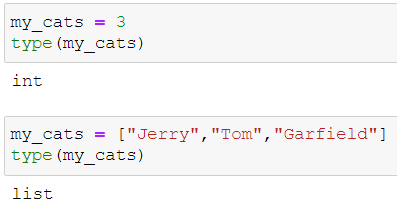 my_cats = 3
type(my_cats)
int
my_cats = ["Jerry","Tom","Garfield"]
type(my_cats)
list